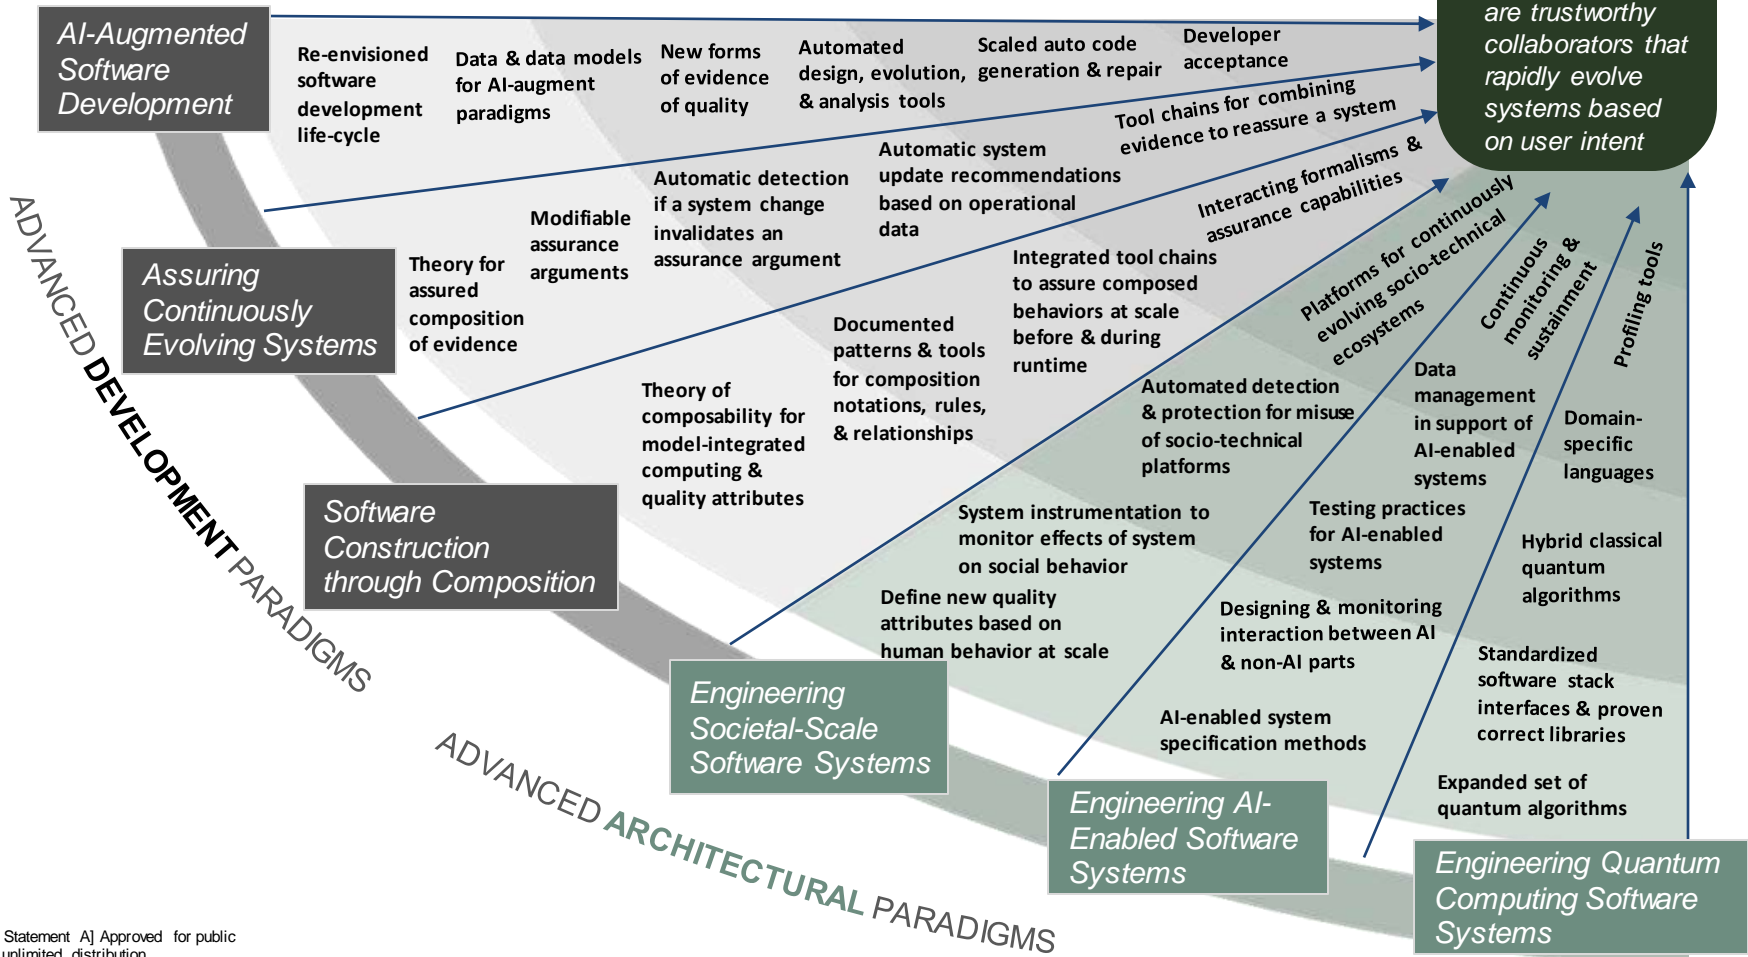 are trustworthy
collaborators that
rapidly evolve
systems based
on user intent
AI-Augmented
Software
Development
Re-envisioned
software
development
life-cycle
Data & data models
for AI-augment
paradigms
New forms
of evidence
of quality
Automated
design, evolution,
& analysis tools
Scaled auto code
generation & repair
Developer
acceptance
Assuring
Continuously
Evolving Systems
Theory for
assured
composition
of evidence
Modifiable
assurance
arguments
Automatic detection
if a system change
invalidates an
assurance argument
Automatic system
update recommendations
based on operational
data
Tool chains for combining
evidence to reassure a system
Software
Construction
through Composition
Theory of
composability for
model-integrated
computing &
quality attributes
Documented
patterns & tools
for composition
notations, rules,
& relationships
Integrated tool chains
to assure composed
behaviors at scale
before & during
runtime
Interacting formalisms &
assurance capabilities
ADVANCED DEVELOPMENT PARADIGMS
Engineering
Societal-Scale
Software Systems
Define new quality
attributes based on
human behavior at scale
System instrumentation to
monitor effects of system
on social behavior
Automated detection
& protection for misuse
of socio-technical
platforms
Platforms for continuously
evolving socio-technical
ecosystems
Engineering AI-
Enabled Software
Systems
AI-enabled system
specification methods
Designing & monitoring
interaction between AI
& non-AI parts
Testing practices
for AI-enabled
systems
Data
management
in support of
AI-enabled
systems
Continuous
monitoring &
sustainment
Engineering Quantum
Computing Software
Systems
Expanded set of
quantum algorithms
Standardized
software stack
interfaces & proven
correct libraries
Hybrid classical
quantum
algorithms
Domain-
specific
languages
Profiling tools
ADVANCED ARCHITECTURAL PARADIGMS
Statement A] Approved for public
unlimited distribution